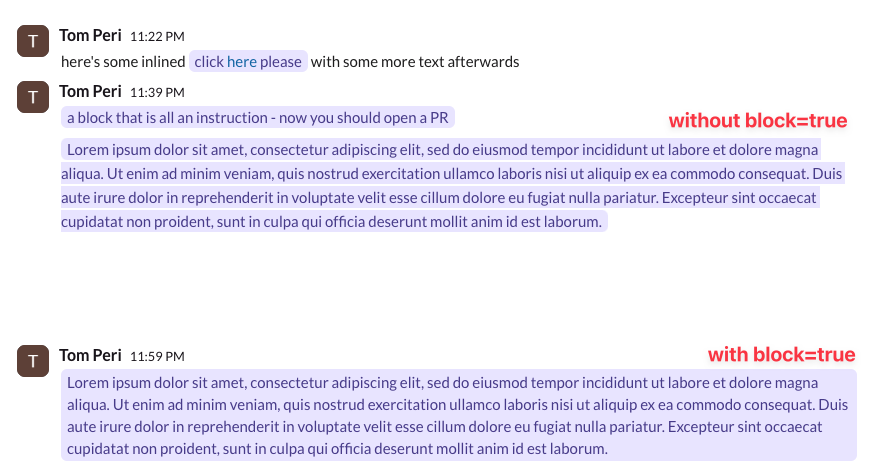 T Tom Peri 11:22 PM
here's some inlined click here please with some more text afterwards
T Tom Peri 11:39 PM
a block that is all an instruction - now you should open a PR
without block=true
Lorem ipsum dolor sit amet, consectetur adipiscing elit, sed do eiusmod tempor incididunt ut labore et dolore magna
aliqua. Ut enim ad minim veniam, quis nostrud exercitation ullamco laboris nisi ut aliquip ex ea commodo consequat. Duis
aute irure dolor in reprehenderit in voluptate velit esse cillum dolore eu fugiat nulla pariatur. Excepteur sint occaecat
cupidatat non proident, sunt in culpa qui officia deserunt mollit anim id est laborum.
T Tom Peri 11:59 PM
with block=true
Lorem ipsum dolor sit amet, consectetur adipiscing elit, sed do eiusmod tempor incididunt ut labore et dolore magna
aliqua. Ut enim ad minim veniam, quis nostrud exercitation ullamco laboris nisi ut aliquip ex ea commodo consequat. Duis
aute irure dolor in reprehenderit in voluptate velit esse cillum dolore eu fugiat nulla pariatur. Excepteur sint occaecat
cupidatat non proident, sunt in culpa qui officia deserunt mollit anim id est laborum.